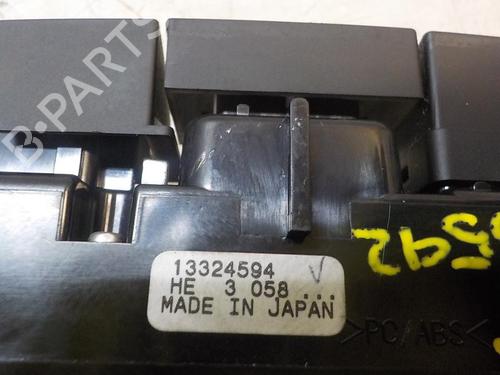 B-PARTS
13324594 V
HE 3 058 ...
MADE IN JAPAN
>PC/ABS<